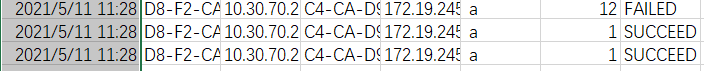 2021/5/11 11:28 D8-F2-CA 10.30.70.2 C4-CA-D9 172.19.245 a 12 FAILED
2021/5/11 11:28 D8-F2-CA 10.30.70.2 C4-CA-D9 172.19.245 a 1 SUCCEED
2021/5/11 11:28 D8-F2-CA 10.30.70.2 C4-CA-D9 172.19.245 a 1 SUCCEED